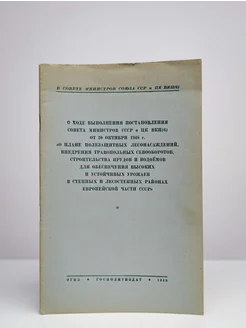 В СОВЕТЕ МИНИСТРОВ СОЮЗА ССР и ЦК ВКП(б)
О ХОДЕ ВЫПОЛНЕНИЯ ПОСТАНОВЛЕНИЯ
СОВЕТА МИНИСТРОВ СССР и ЦК ВКП(б)
ОТ 20 ОКТЯБРЯ 1948 г.
«О ПЛАНЕ ПОЛЕЗАЩИТНЫХ ЛЕСОНАСАЖДЕНИЙ,
ВНЕДРЕНИЯ ТРАВОПОЛЬНЫХ СЕВООБОРОТОВ,
СТРОИТЕЛЬСТВА ПРУДОВ И ВОДОЁМОВ
ДЛЯ ОБЕСПЕЧЕНИЯ ВЫСОКИХ
И УСТОЙЧИВЫХ УРОЖАЕВ
В СТЕПНЫХ И ЛЕСОСТЕПНЫХ РАЙОНАХ
ЕВРОПЕЙСКОЙ ЧАСТИ СССР»
ОГИЗ • ГОСПОЛИТИЗДАТ • 1949